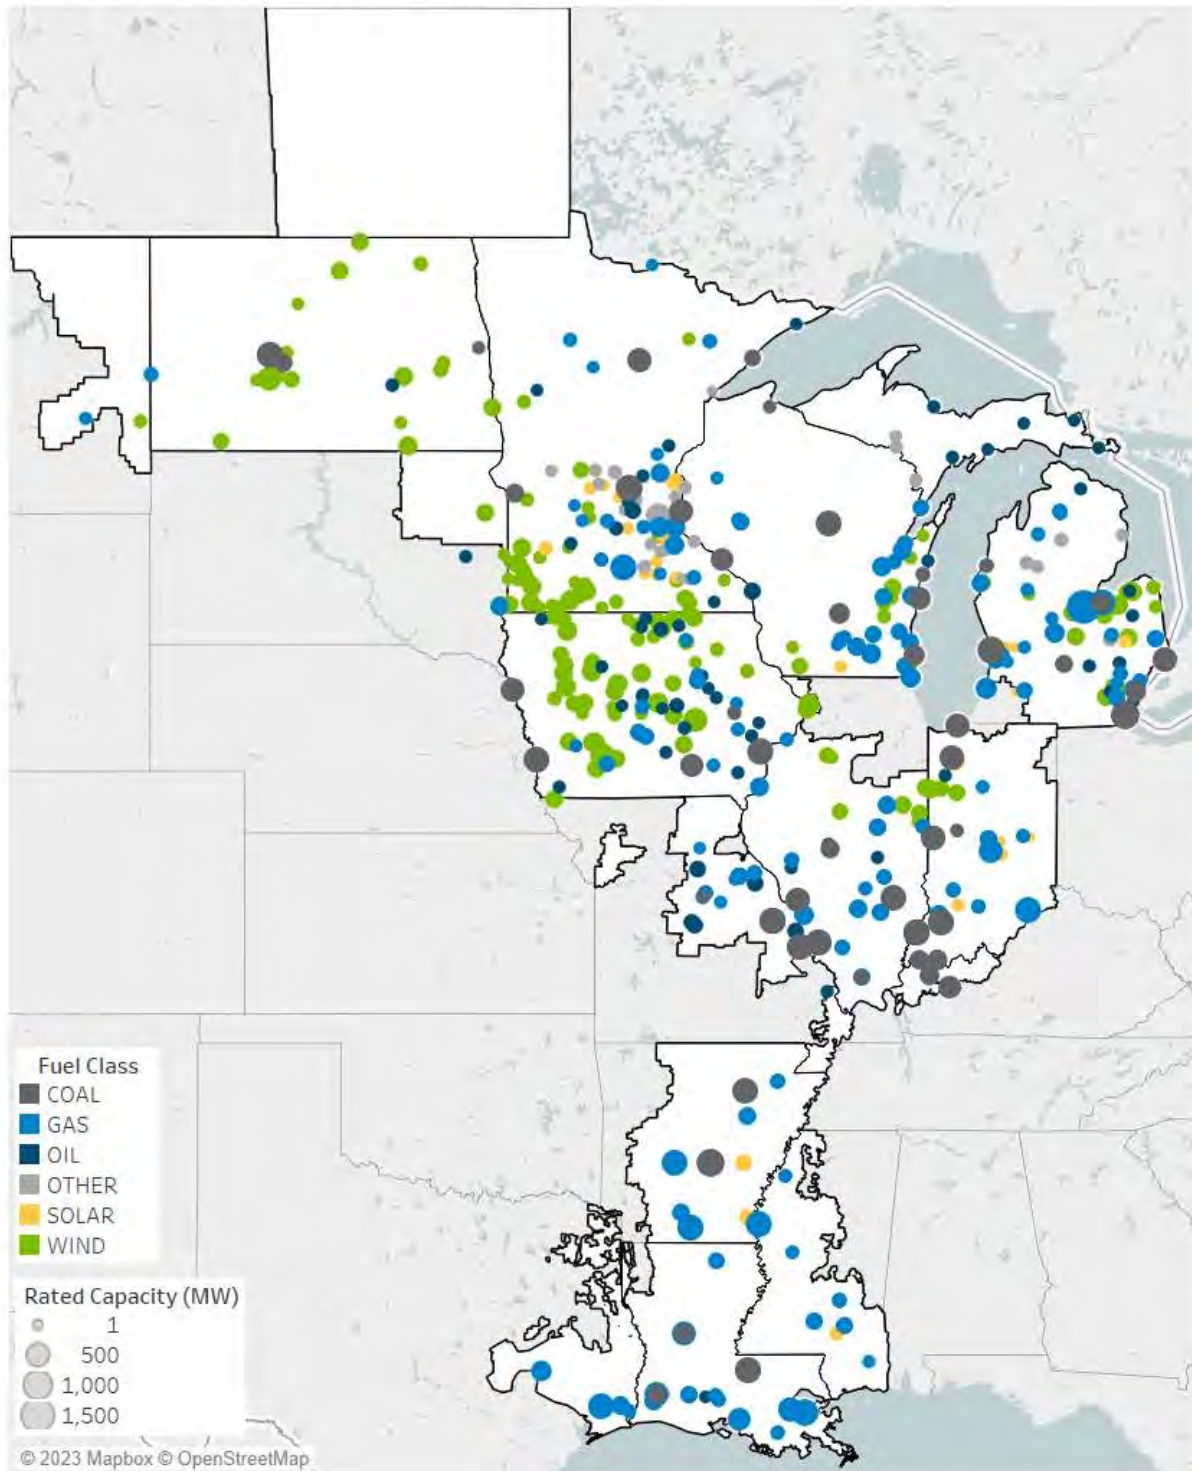 Fuel Class
COAL
GAS
OIL
OTHER
SOLAR
WIND
Rated Capacity (MW)
1
500
1,000
1,500
© 2023 Mapbox © OpenStreetMap